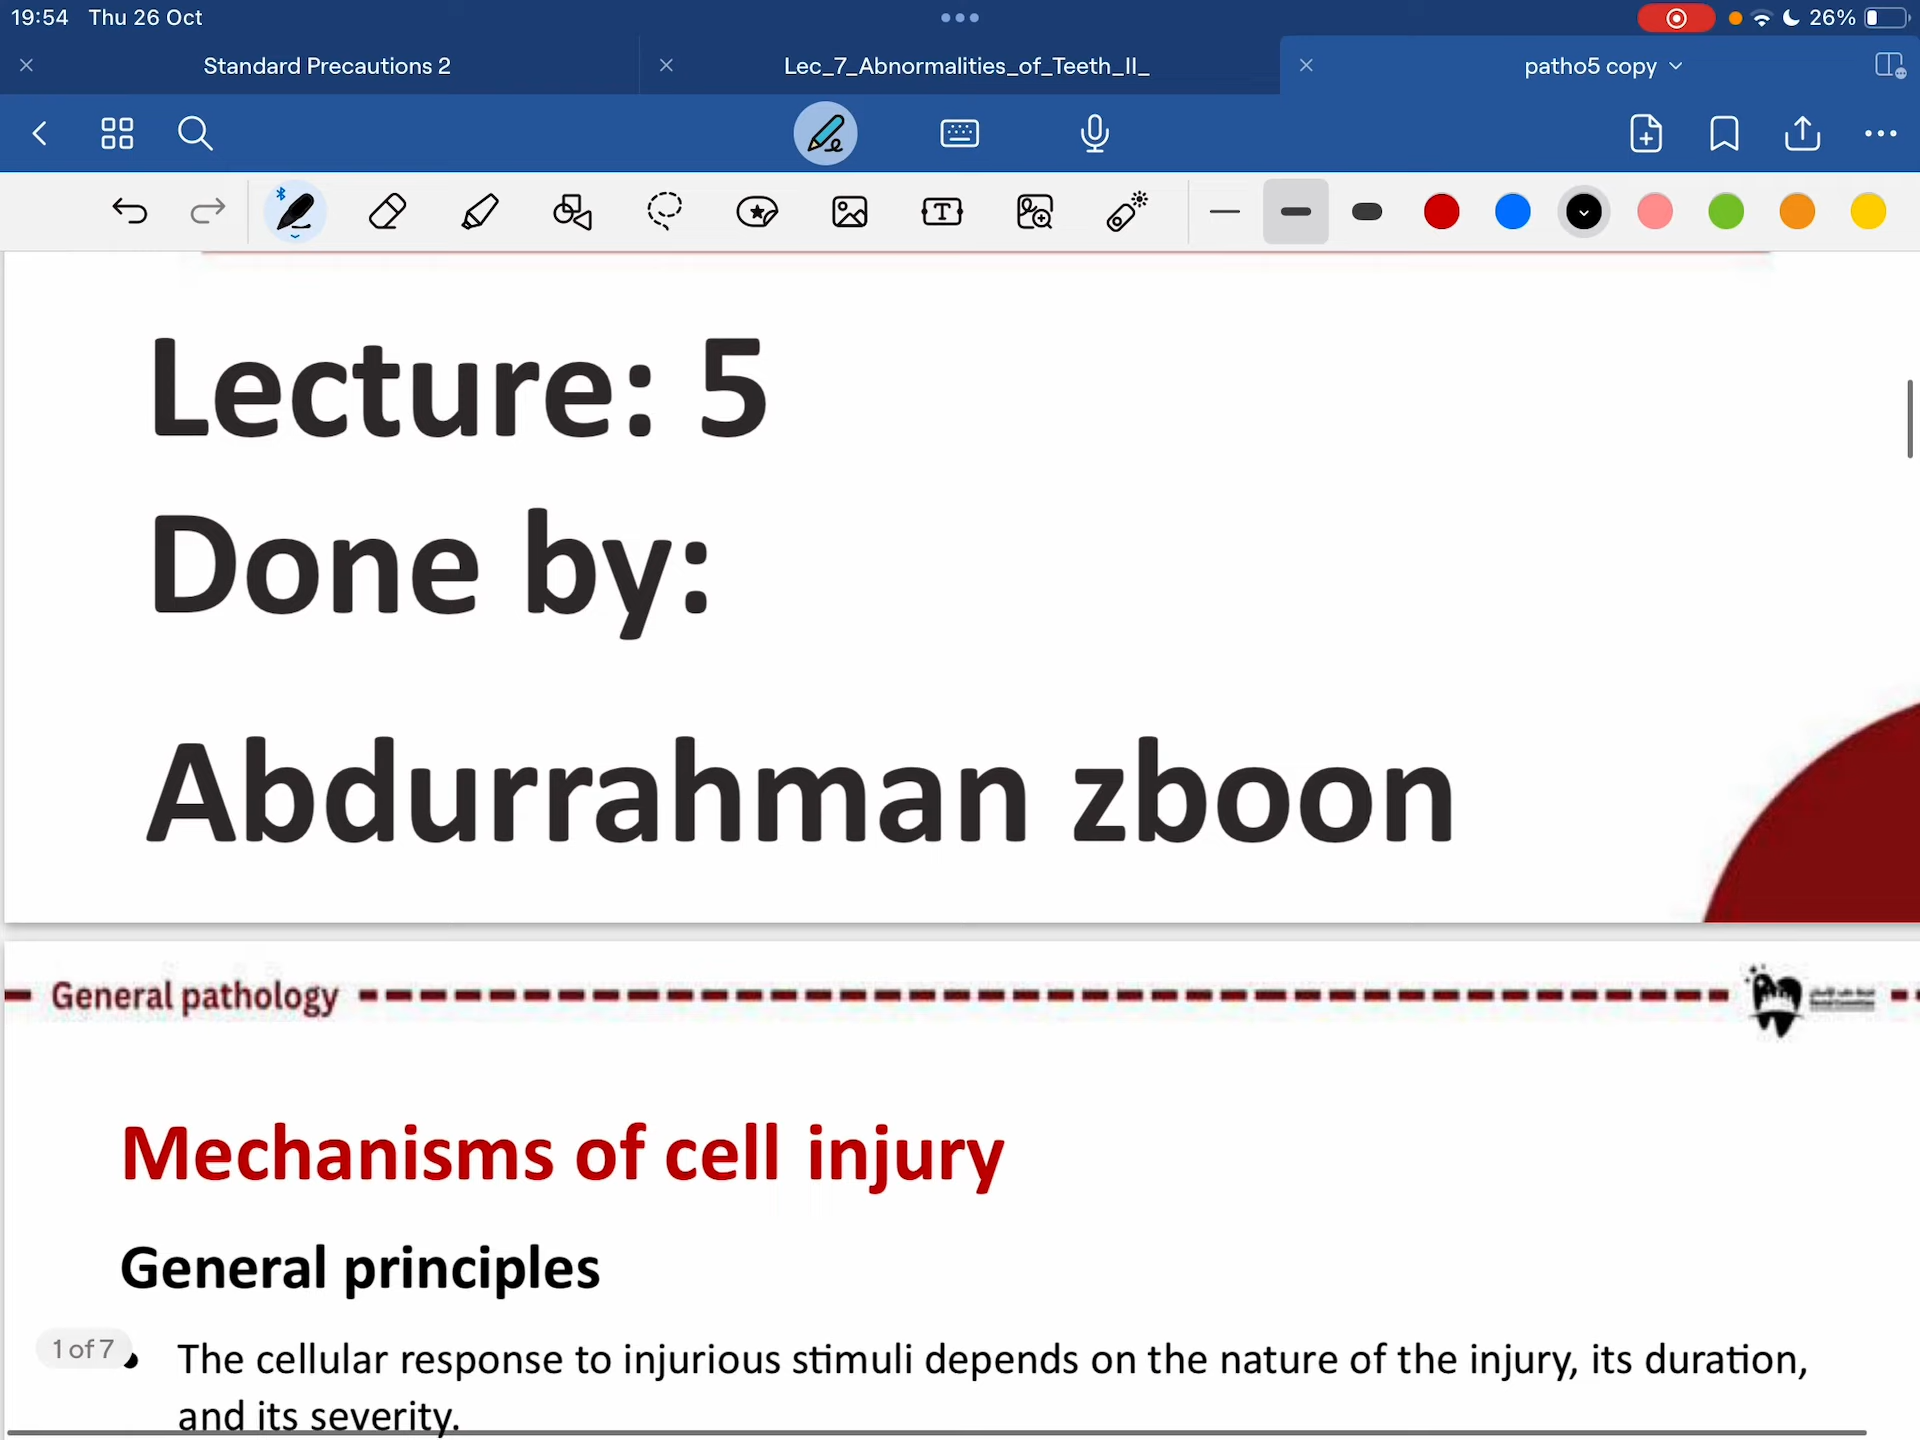 19:54 Thu 26 Oct
26%
Standard Precautions 2
Lec_7_Abnormalities_of_Teeth_II_
patho5 copy
Lecture: 5
Done by:
Abdurrahman zboon
General pathology
Mechanisms of cell injury
General principles
1 of 7
• The cellular response to injurious stimuli depends on the nature of the injury, its duration,
and its severity.